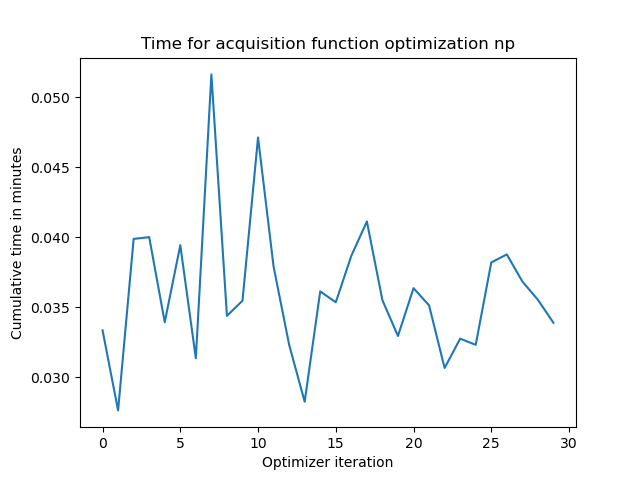 Time for acquisition function optimization np
0.050
0.045
0.040
0.035
0.030
Cumulative time in minutes
0 5 10 15 20 25 30
Optimizer iteration